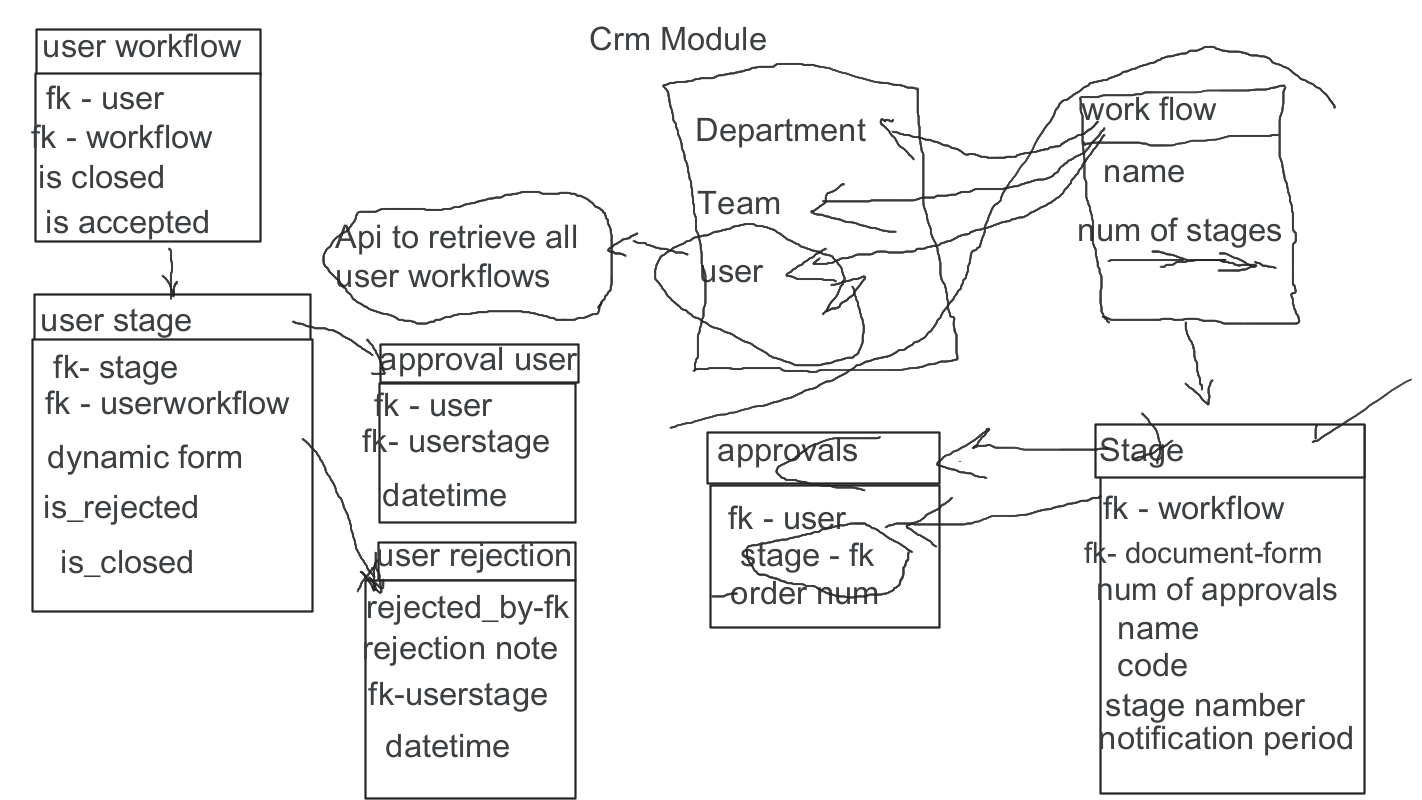 Crm Module
user workflow
fk - user
fk - workflow
is closed
is accepted
user stage
fk- stage
fk - userworkflow
dynamic form
is_rejected
is_closed
Api to retrieve all
user workflows
approval user
fk - user
fk- userstage
datetime
user rejection
rejected_by-fk
rejection note
fk-userstage
datetime
Department
Team
user
approvals
fk - user
stage - fk
order num
work flow
name
num of stages
Stage
fk - workflow
fk- document-form
num of approvals
name
code
stage namber
notification period